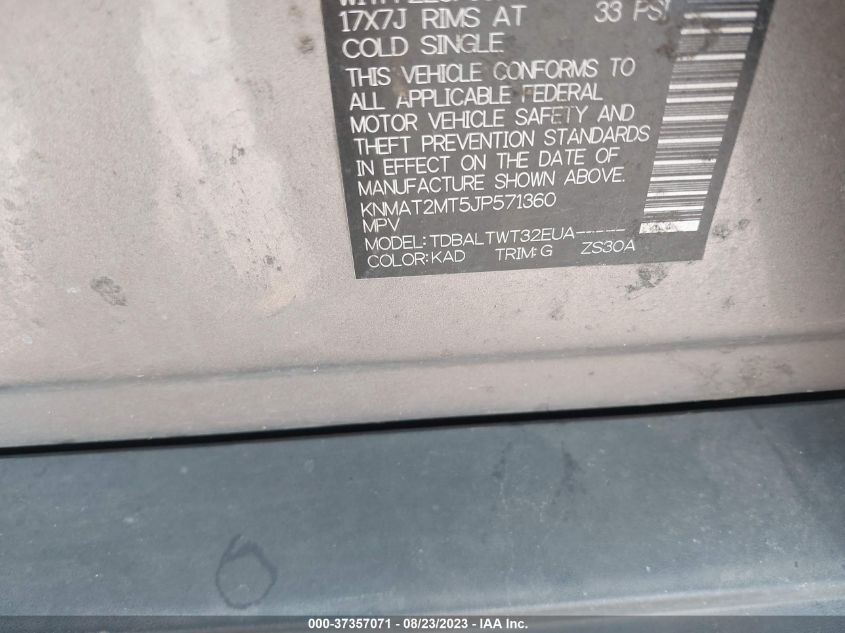 17X7J RIMS AT 33 PSI
COLD SINGLE
THIS VEHICLE CONFORMS TO
ALL APPLICABLE FEDERAL
MOTOR VEHICLE SAFETY AND
THEFT PREVENTION STANDARDS
IN EFFECT ON THE DATE OF
MANUFACTURE SHOWN ABOVE.
KNMAT2MT5JP571360
MPV
MODEL:TDBALTWT32EUA-----
COLOR:KAD TRIM:G ZS30A
000-37357071 - 08/23/2023 - IAA Inc.